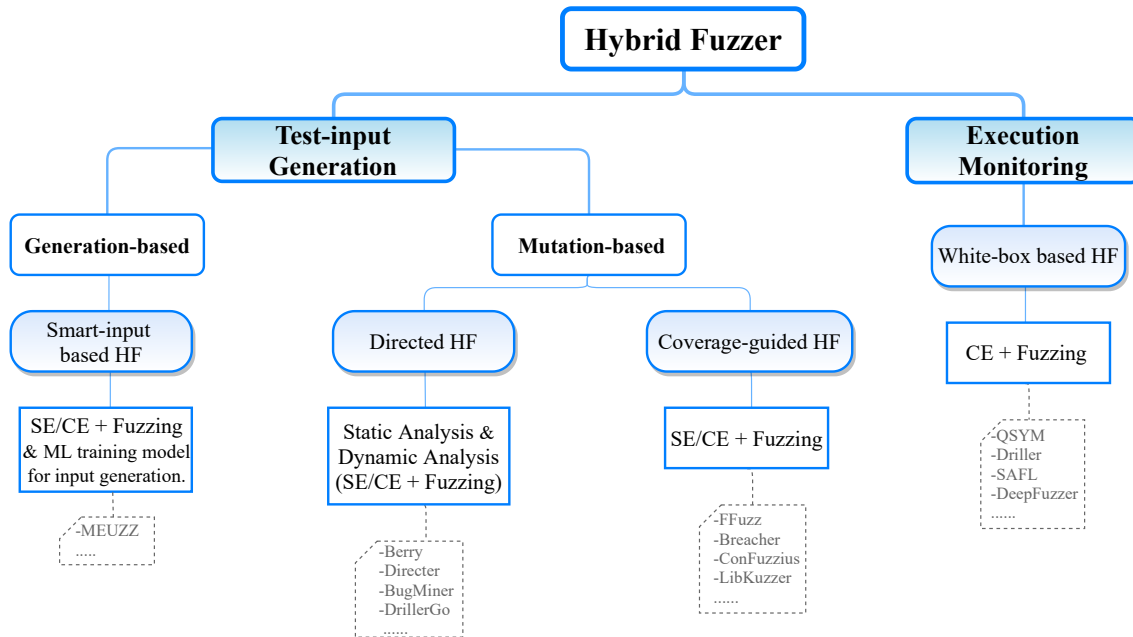 Hybrid Fuzzer
Test-input
Generation
Execution
Monitoring
Generation-based
Mutation-based
White-box based HF
Smart-input
based HF
Directed HF
Coverage-guided HF
CE + Fuzzing
SE/CE + Fuzzing
& ML training model
for input generation.
Static Analysis &
Dynamic Analysis
(SE/CE + Fuzzing)
SE/CE + Fuzzing
-QSYM
-Driller
-SAFL
-DeepFuzzer
......
-MEUZZ
.....
-Berry
-Directer
-BugMiner
-DrillerGo
......
-FFuzz
-Breacher
-ConFuzzius
-LibKuzzer
......